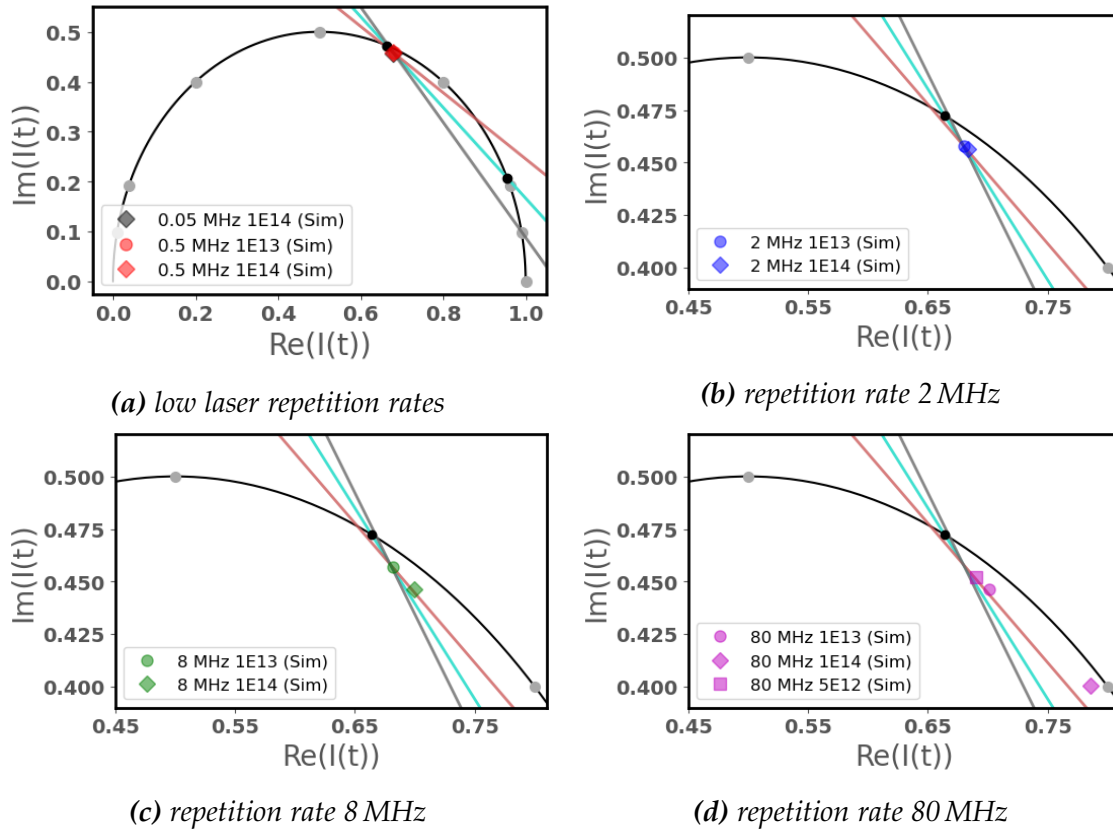 0.5
0.4
0.3
0.2
0.1
0.0
Im(I(t))
0.05 MHz 1E14 (Sim)
0.5 MHz 1E13 (Sim)
0.5 MHz 1E14 (Sim)
0.0 0.2 0.4 0.6 0.8 1.0
Re(I(t))
(a) low laser repetition rates
0.500
0.475
0.450
0.425
0.400
Im(I(t))
2 MHz 1E13 (Sim)
2 MHz 1E14 (Sim)
0.45 0.55 0.65 0.75
Re(I(t))
(b) repetition rate 2 MHz
0.500
0.475
0.450
0.425
0.400
Im(I(t))
8 MHz 1E13 (Sim)
8 MHz 1E14 (Sim)
0.45 0.55 0.65 0.75
Re(I(t))
(c) repetition rate 8 MHz
0.500
0.475
0.450
0.425
0.400
Im(I(t))
80 MHz 1E13 (Sim)
80 MHz 1E14 (Sim)
80 MHz 5E12 (Sim)
0.45 0.55 0.65 0.75
Re(I(t))
(d) repetition rate 80 MHz